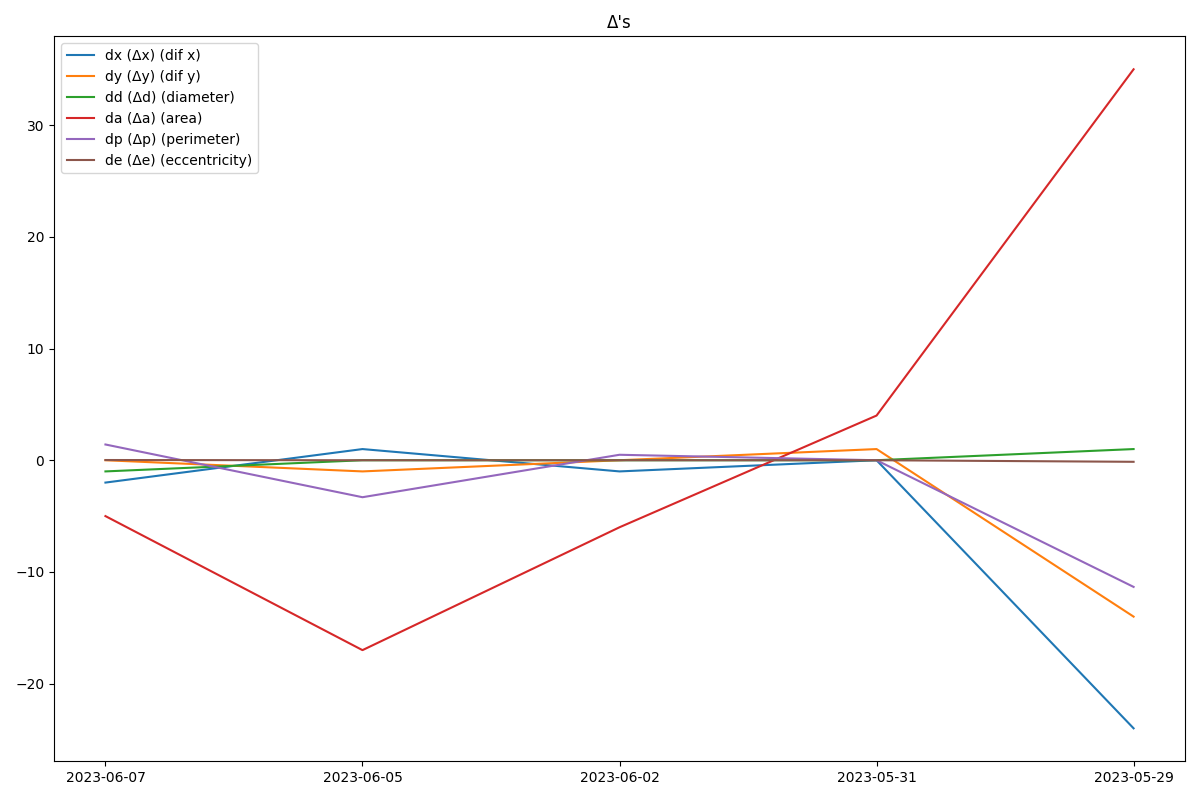 Δ's
dx (Δx) (dif x)
dy (Δy) (dif y)
dd (Δd) (diameter)
da (Δa) (area)
dp (Δp) (perimeter)
de (Δe) (eccentricity)
30
20
10
0
−10
−20
2023-06-07 2023-06-05 2023-06-02 2023-05-31 2023-05-29